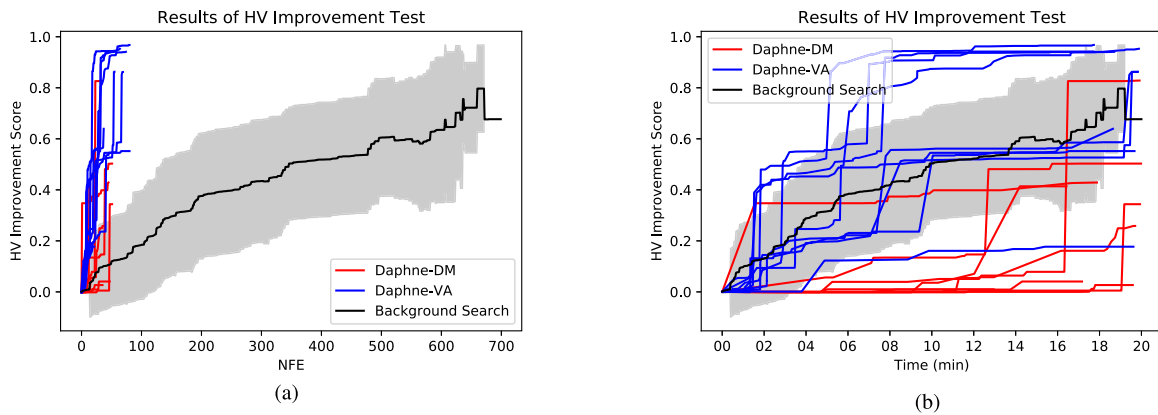 Results of HV Improvement Test
HV Improvement Score
1.0
0.8
0.6
0.4
0.2
0.0
Daphne-DM
Daphne-VA
Background Search
0
100
200
300
400
500
600
700
NFE
(a)
Results of HV Improvement Test
HV Improvement Score
1.0
0.8
0.6
0.4
0.2
0.0
Daphne-DM
Daphne-VA
Background Search
00
02
04
06
08
10
12
14
16
18
20
Time (min)
(b)